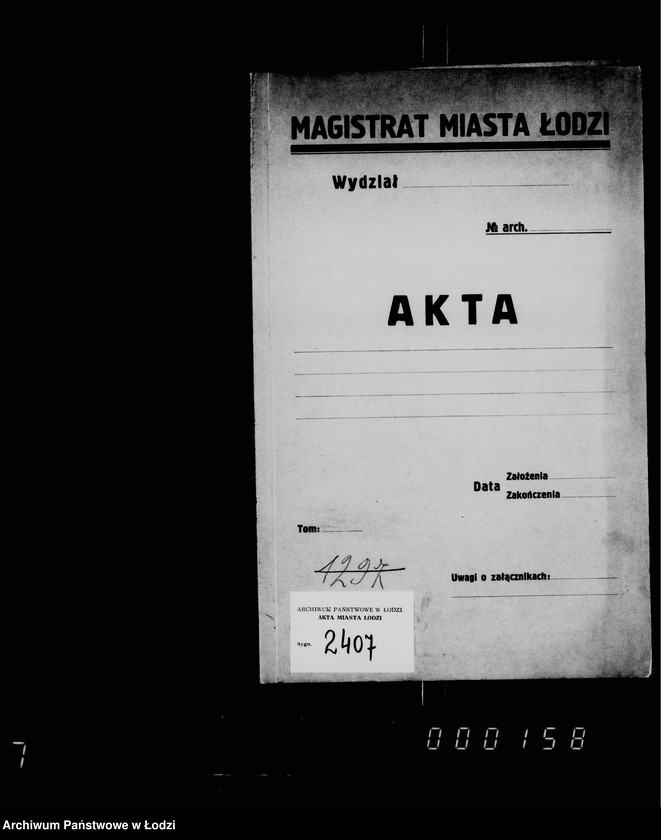 MAGISTRAT MIASTA ŁODZI
Wydział
№ arch.
AKTA
Data Założenia
Zakończenia
Tom:
1297
Uwagi o załącznikach:
ARCHIWUM PAŃSTWOWE W ŁODZI
AKTA MIASTA ŁODZI
Sygn. 2407
000158
7
Archiwum Państwowe w Łodzi